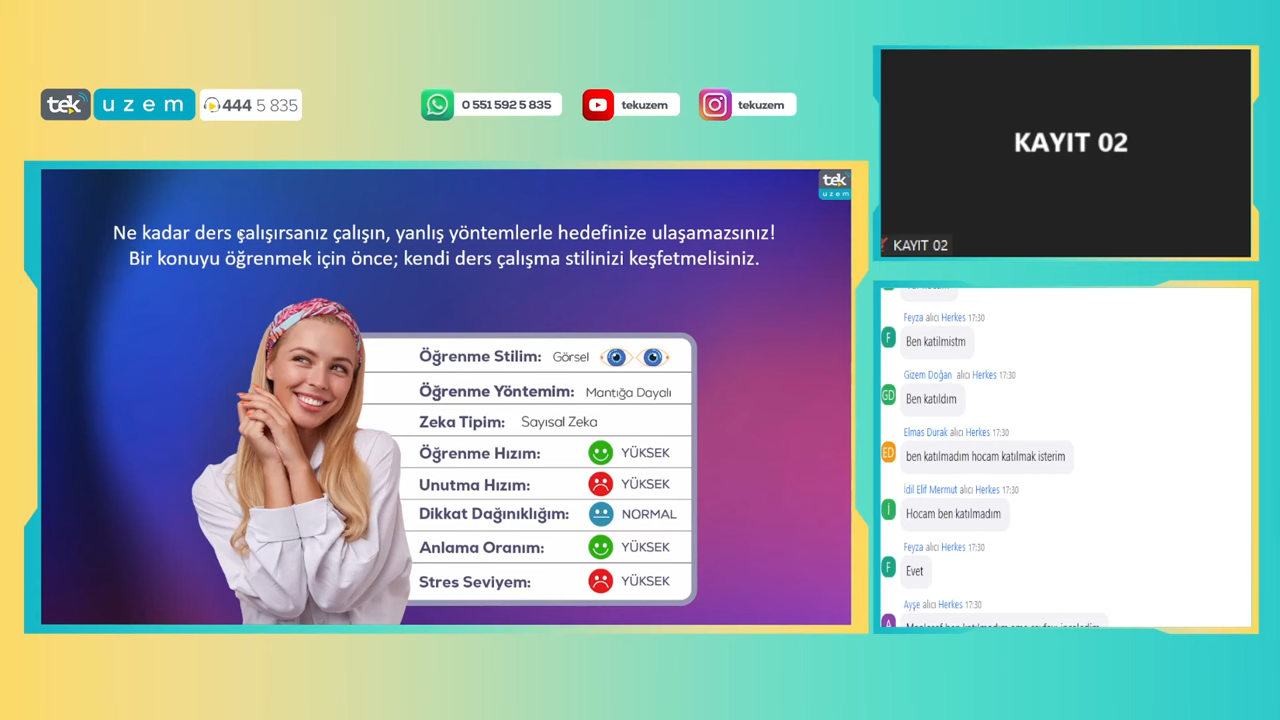 tek uzem 444 5 835
0 551 592 5 835
tekuzem
tekuzem
KAYIT 02
KAYIT 02
tek
uzem
Ne kadar ders çalışırsanız çalışın, yanlış yöntemlerle hedefinize ulaşamazsınız!
Bir konuyu öğrenmek için önce; kendi ders çalışma stilinizi keşfetmelisiniz.
Öğrenme Stilim: Görsel
Öğrenme Yöntemim: Mantığa Dayalı
Zeka Tipim: Sayısal Zeka
Öğrenme Hızım: YÜKSEK
Unutma Hızım: YÜKSEK
Dikkat Dağınıklığım: NORMAL
Anlama Oranım: YÜKSEK
Stres Seviyem: YÜKSEK
Feyza alıcı Herkes 17:30
F Ben katilmistm
Gizem Doğan alıcı Herkes 17:30
GD Ben katıldım
Elmas Durak alıcı Herkes 17:30
ED ben katılmadım hocam katılmak isterim
İdil Elif Mermut alıcı Herkes 17:30
İ Hocam ben katılmadım
Feyza alıcı Herkes 17:30
F Evet
Ayşe alıcı Herkes 17:30
A